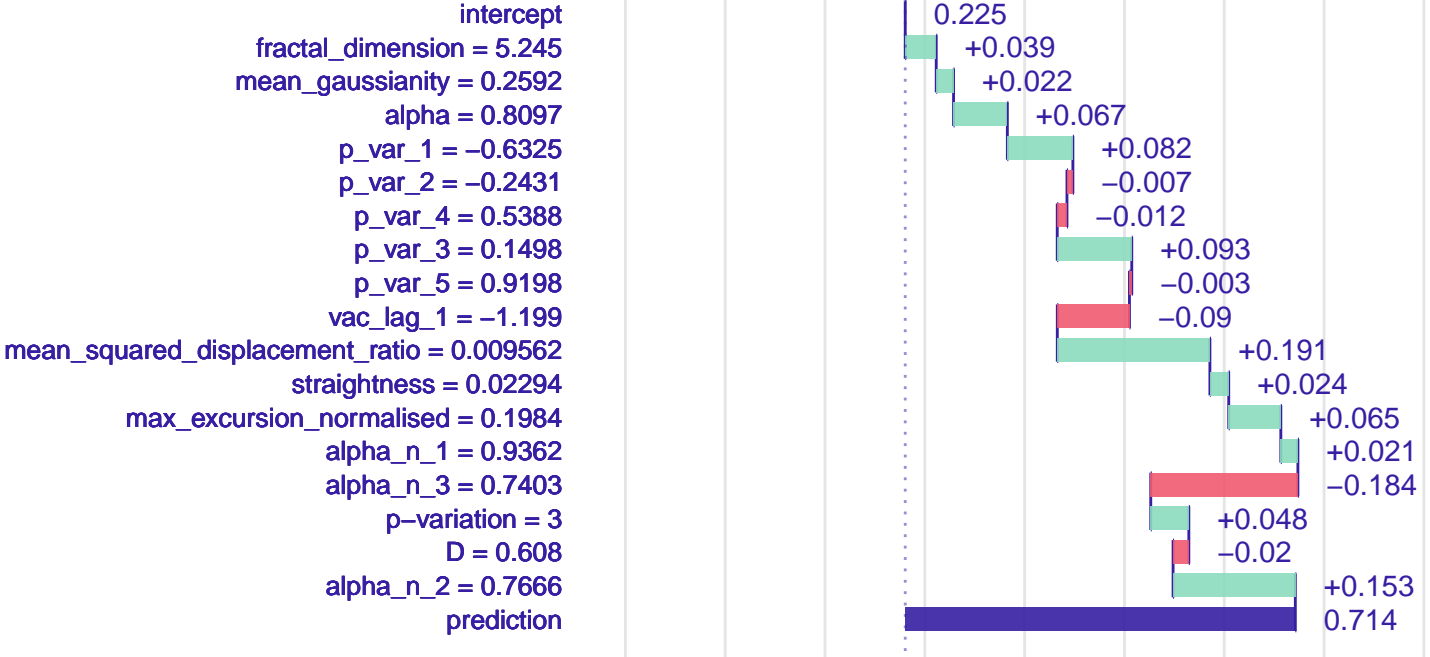 intercept 0.225
fractal_dimension = 5.245 +0.039
mean_gaussianity = 0.2592 +0.022
alpha = 0.8097 +0.067
p_var_1 = −0.6325 +0.082
p_var_2 = −0.2431 −0.007
p_var_4 = 0.5388 −0.012
p_var_3 = 0.1498 +0.093
p_var_5 = 0.9198 −0.003
vac_lag_1 = −1.199 −0.09
mean_squared_displacement_ratio = 0.009562 +0.191
straightness = 0.02294 +0.024
max_excursion_normalised = 0.1984 +0.065
alpha_n_1 = 0.9362 +0.021
alpha_n_3 = 0.7403 −0.184
p−variation = 3 +0.048
D = 0.608 −0.02
alpha_n_2 = 0.7666 +0.153
prediction 0.714